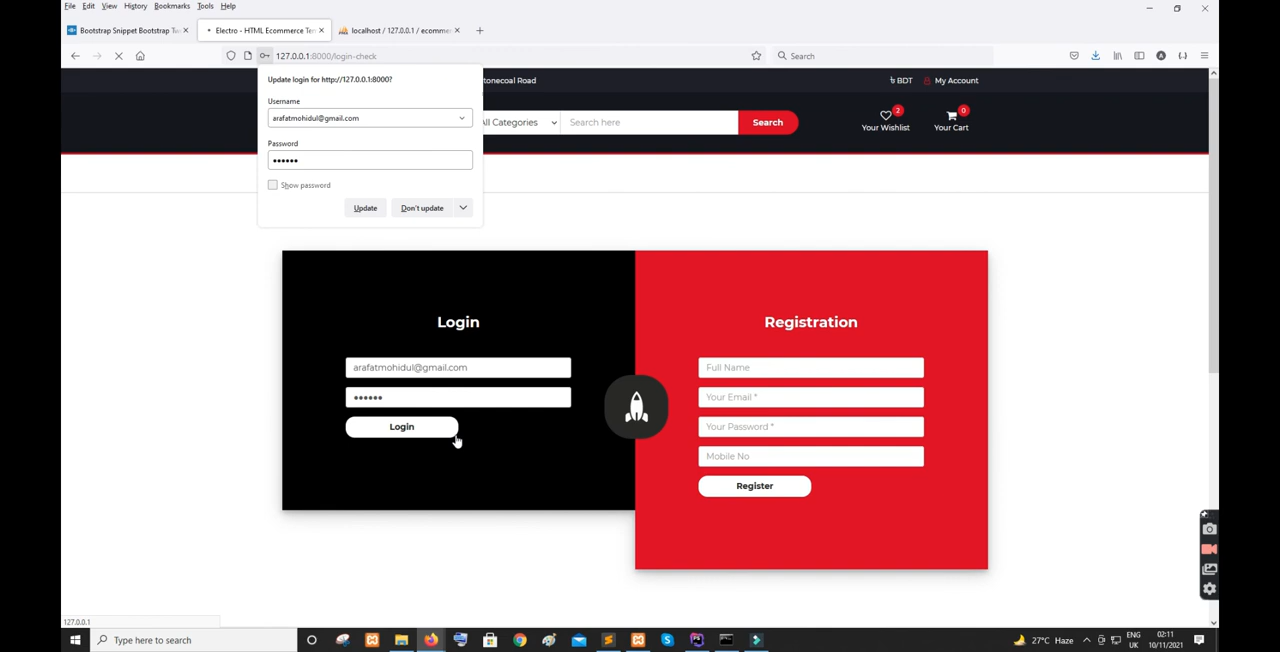 File Edit View History Bookmarks Tools Help
Bootstrap Snippet Bootstrap Te
Electro - HTML Ecommerce Ter
localhost / 127.0.0.1 / ecomme
127.0.0.1:8000/login-check
Search
Update login for http://127.0.0.1:8000?
Username
arafatmohidul@gmail.com
Password
••••••
Show password
Update
Don't update
tonecoal Road
৳ BDT
My Account
All Categories
Search here
Search
2
Your Wishlist
0
Your Cart
Login
arafatmohidul@gmail.com
••••••
Login
Registration
Full Name
Your Email *
Your Password *
Mobile No
Register
127.0.0.1
Type here to search
27°C Haze
ENG
UK
02:11
10/11/2021